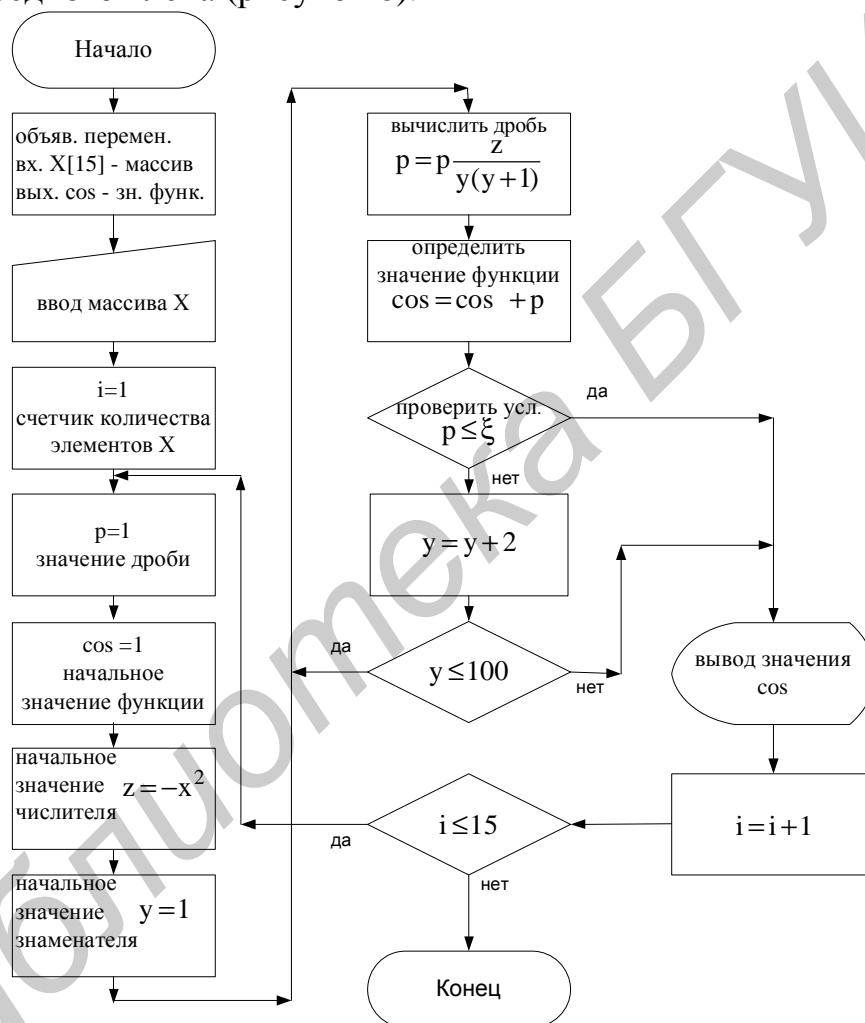 Начало
объяв. перемен.
вх. X[15] - массив
вых. cos - зн. функ.
ввод массива X
i=1
счетчик количества
элементов X
p=1
значение дроби
cos =1
начальное
значение функции
начальное
значение z = −x²
числителя
начальное
значение y = 1
знаменателя
вычислить дробь
p = p z / y(y + 1)
определить
значение функции
cos = cos + p
проверить усл.
p ≤ ξ
да
нет
y = y + 2
y ≤ 100
да
нет
вывод значения
cos
i = i + 1
i ≤ 15
да
нет
Конец
блиотека БГУИ